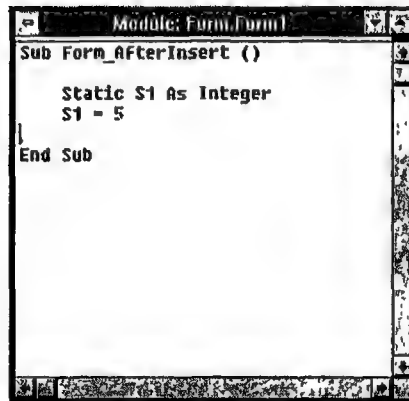 Module: Form.Form1
Sub Form_AfterInsert ()
Static S1 As Integer
S1 = 5
End Sub